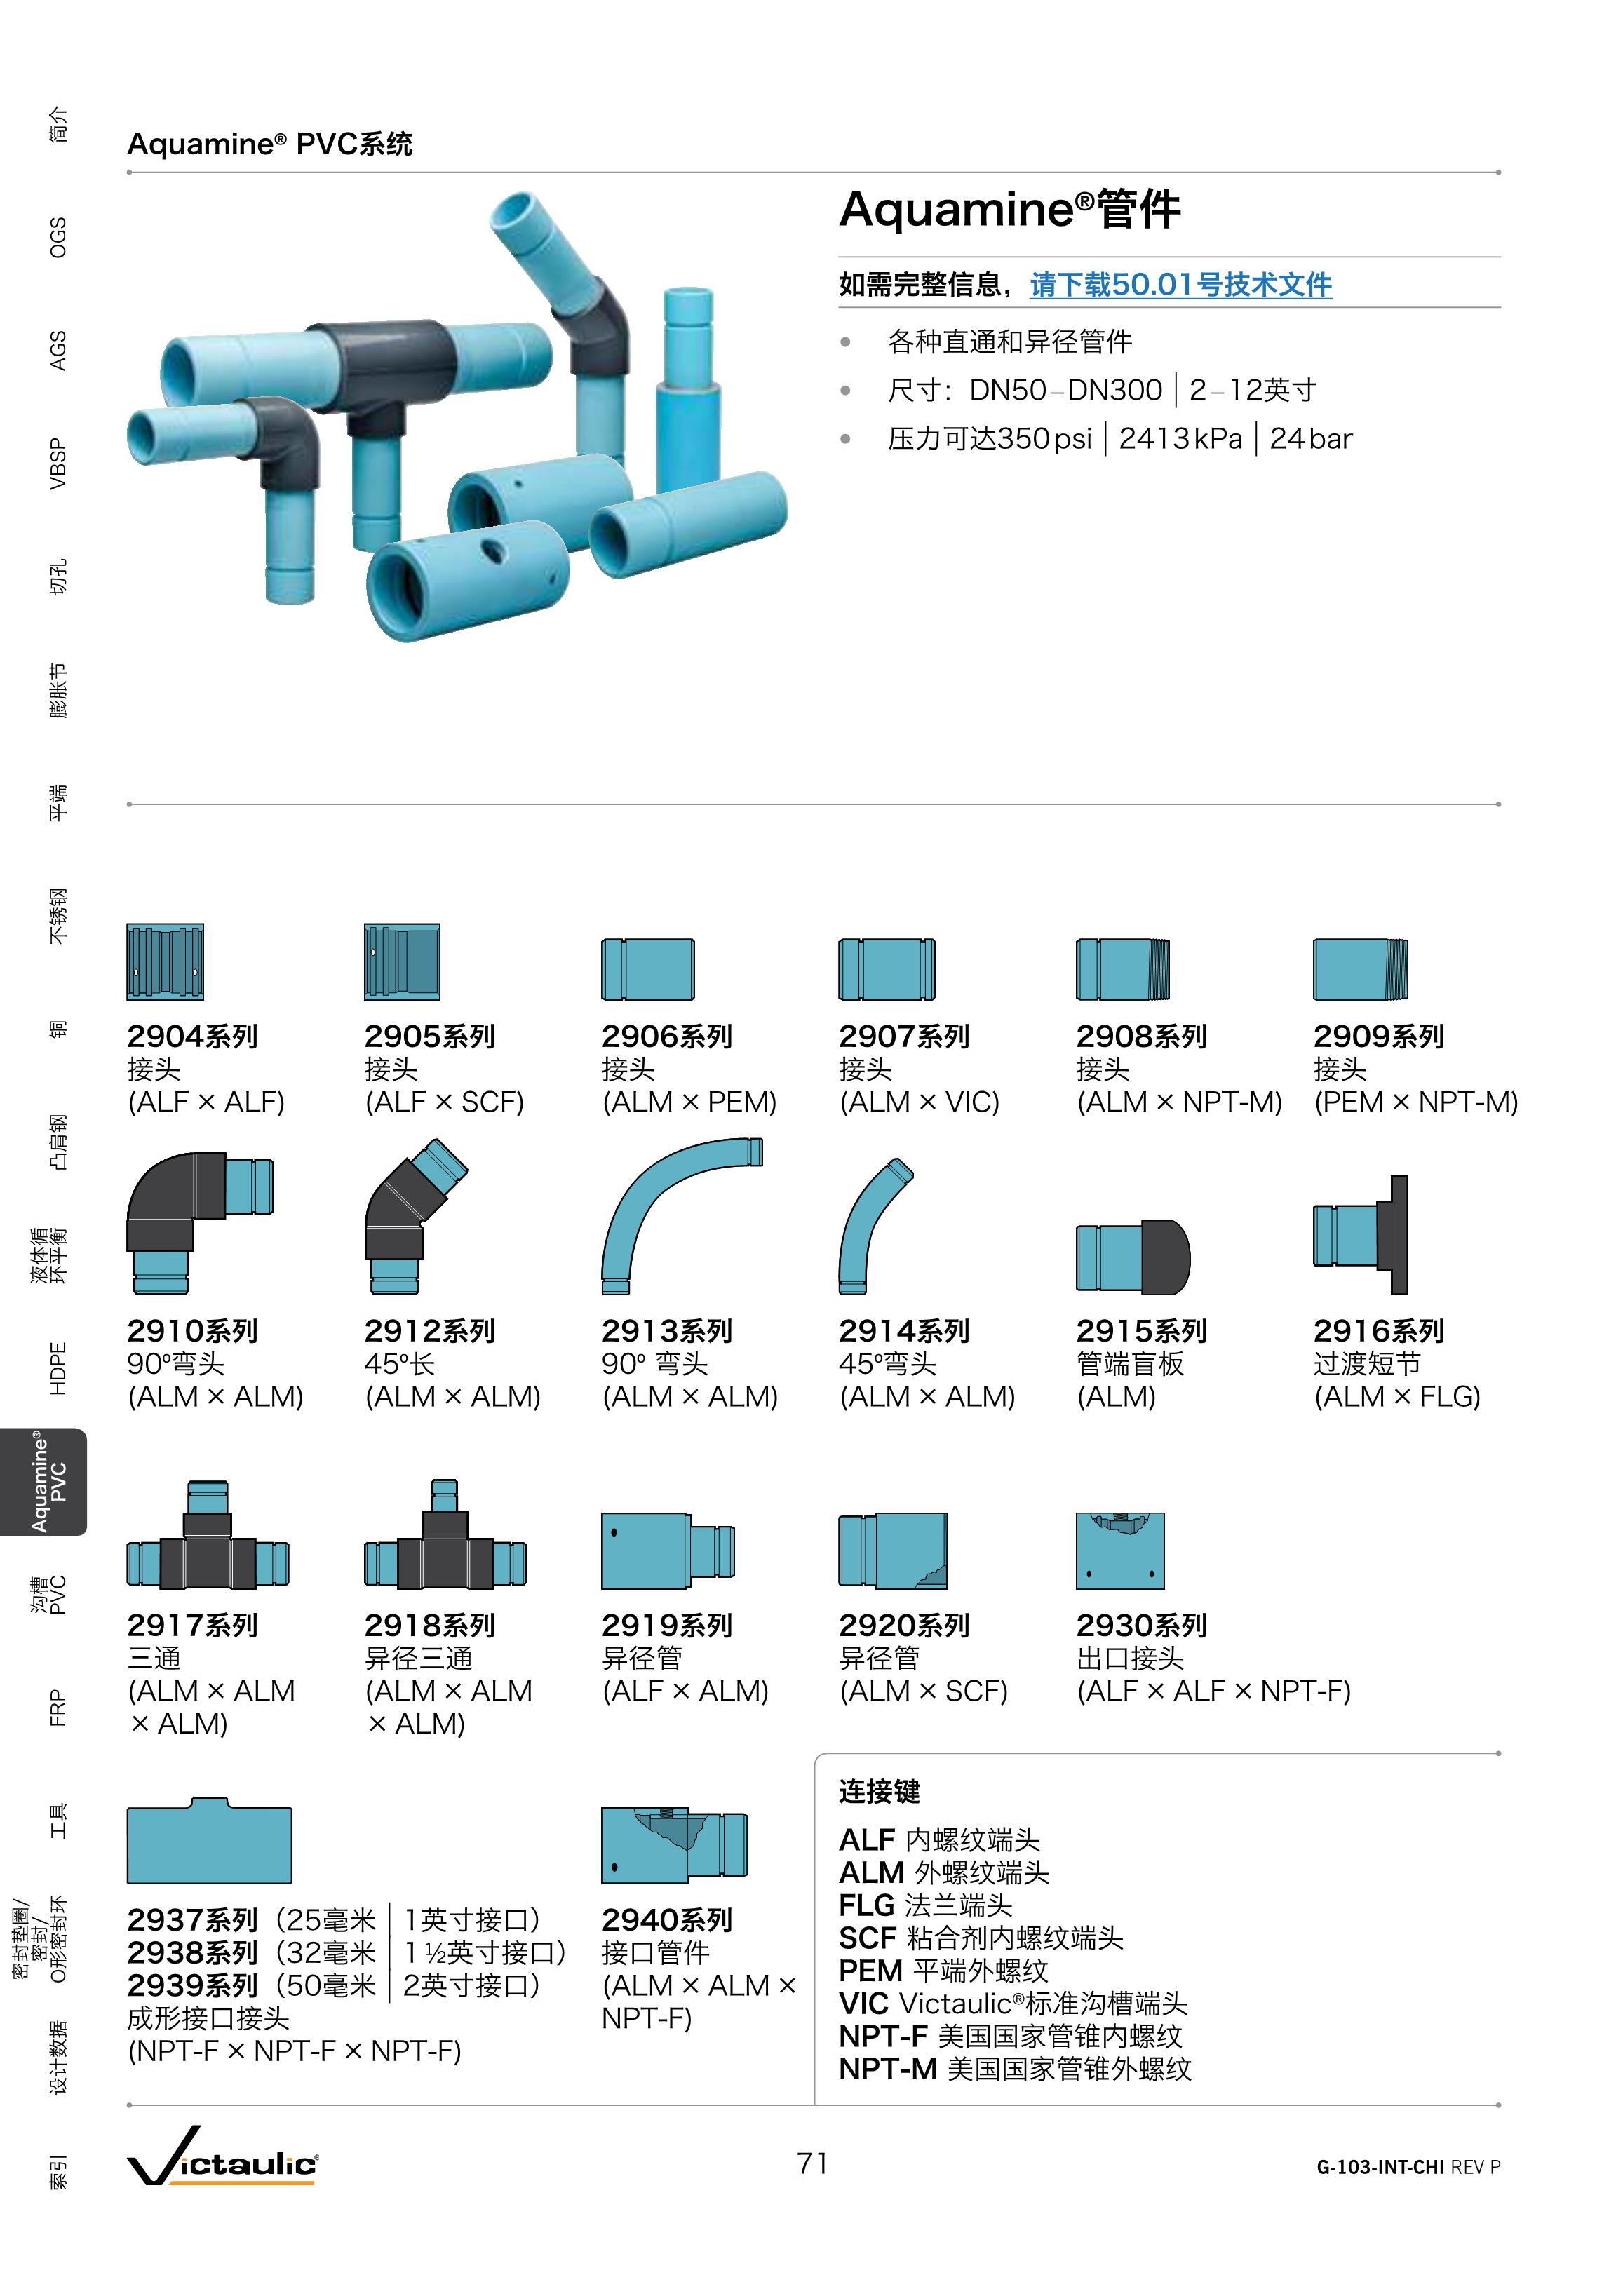 简介
OGS
AGS
VBSP
切孔
膨胀节
平端
不锈钢
铜
凸肩钢
液体循
环平衡
HDPE
Aquamine®
PVC
沟槽
PVC
FRP
工具
密封垫圈/
密封/
O形密封环
设计数据
索引
Aquamine® PVC系统
Aquamine®管件
如需完整信息，请下载50.01号技术文件
• 各种直通和异径管件
• 尺寸：DN50–DN300 | 2–12英寸
• 压力可达350psi | 2413kPa | 24bar
2904系列
接头
(ALF × ALF)
2905系列
接头
(ALF × SCF)
2906系列
接头
(ALM × PEM)
2907系列
接头
(ALM × VIC)
2908系列
接头
(ALM × NPT-M)
2909系列
接头
(PEM × NPT-M)
2910系列
90º弯头
(ALM × ALM)
2912系列
45º长
(ALM × ALM)
2913系列
90º 弯头
(ALM × ALM)
2914系列
45º弯头
(ALM × ALM)
2915系列
管端盲板
(ALM)
2916系列
过渡短节
(ALM × FLG)
2917系列
三通
(ALM × ALM
× ALM)
2918系列
异径三通
(ALM × ALM
× ALM)
2919系列
异径管
(ALF × ALM)
2920系列
异径管
(ALM × SCF)
2930系列
出口接头
(ALF × ALF × NPT-F)
2937系列（25毫米 | 1英寸接口）
2938系列（32毫米 | 1 ½英寸接口）
2939系列（50毫米 | 2英寸接口）
成形接口接头
(NPT-F × NPT-F × NPT-F)
2940系列
接口管件
(ALM × ALM ×
NPT-F)
连接键
ALF 内螺纹端头
ALM 外螺纹端头
FLG 法兰端头
SCF 粘合剂内螺纹端头
PEM 平端外螺纹
VIC Victaulic®标准沟槽端头
NPT-F 美国国家管锥内螺纹
NPT-M 美国国家管锥外螺纹
Victaulic®
71
G-103-INT-CHI REV P